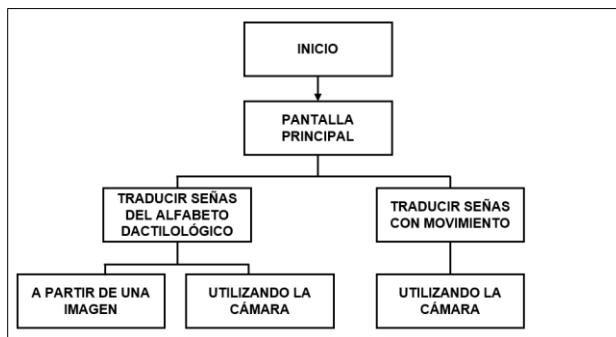 INICIO
PANTALLA
PRINCIPAL
TRADUCIR SEÑAS
DEL ALFABETO
DACTILOLÓGICO
TRADUCIR SEÑAS
CON MOVIMIENTO
A PARTIR DE UNA
IMAGEN
UTILIZANDO LA
CÁMARA
UTILIZANDO LA
CÁMARA